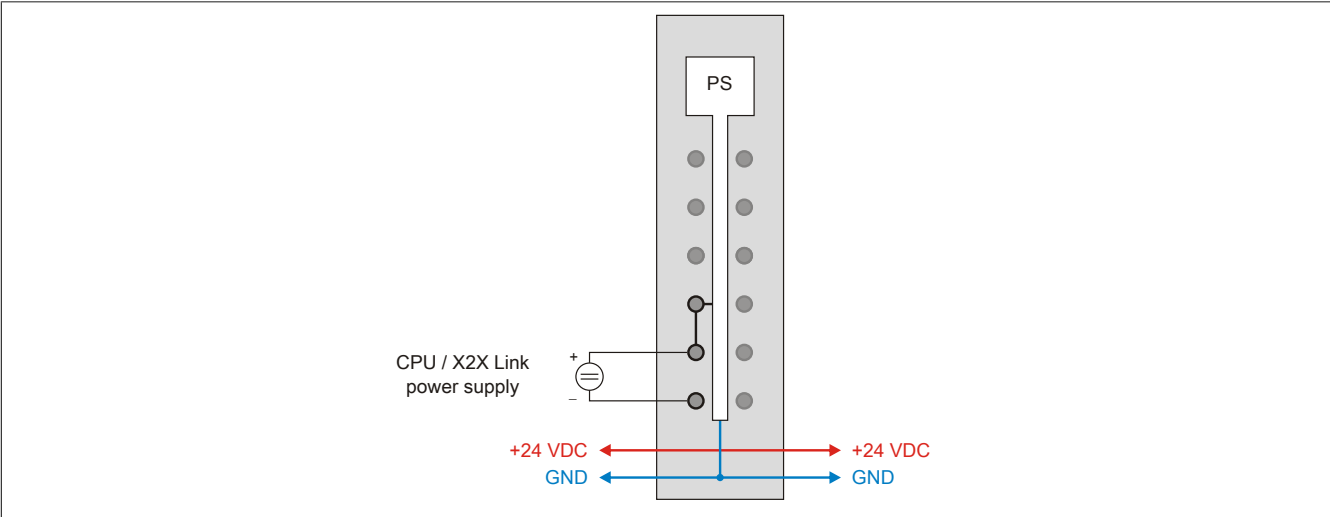 PS
CPU / X2X Link
power supply
+
–
+24 VDC
+24 VDC
GND
GND